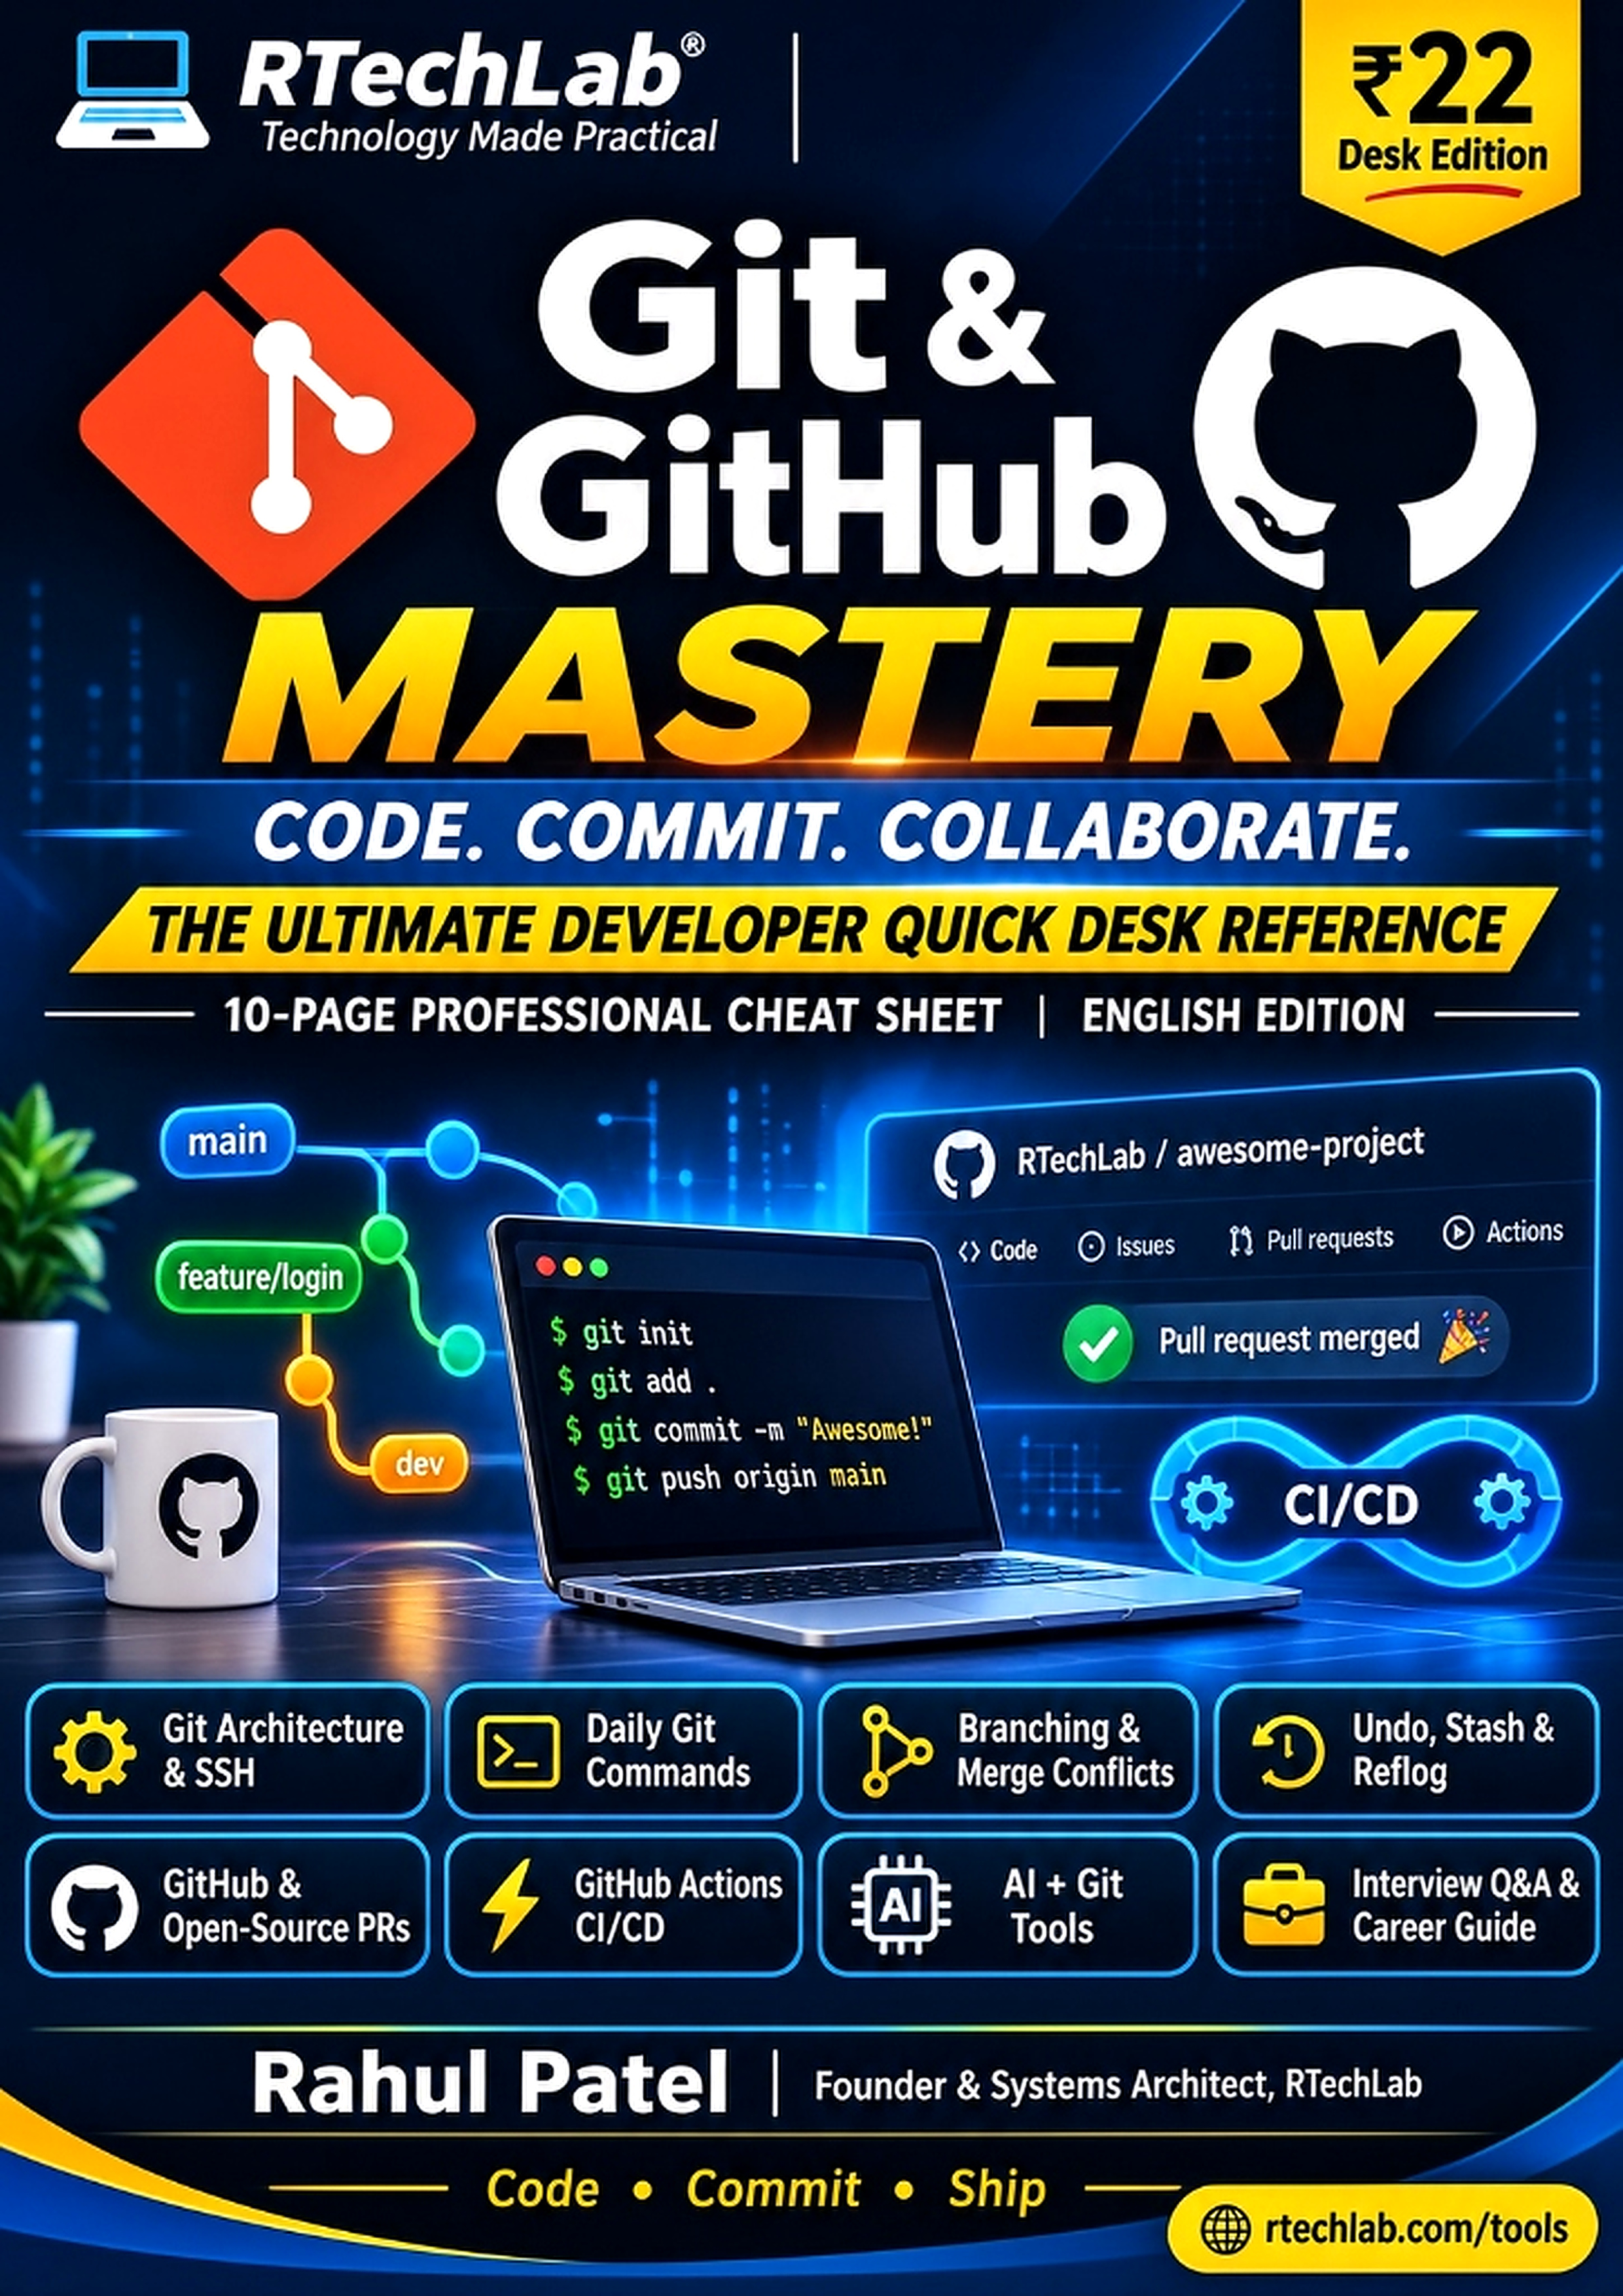 RTechLab®
Technology Made Practical
₹22
Desk Edition
Git &
GitHub
MASTERY
CODE. COMMIT. COLLABORATE.
THE ULTIMATE DEVELOPER QUICK DESK REFERENCE
10-PAGE PROFESSIONAL CHEAT SHEET | ENGLISH EDITION
main
feature/login
dev
RTechLab / awesome-project
<> Code Issues Pull requests Actions
Pull request merged
$ git init
$ git add .
$ git commit -m "Awesome!"
$ git push origin main
CI/CD
Git Architecture
& SSH
Daily Git
Commands
Branching &
Merge Conflicts
Undo, Stash &
Reflog
GitHub &
Open-Source PRs
GitHub Actions
CI/CD
AI
AI + Git
Tools
Interview Q&A &
Career Guide
Rahul Patel | Founder & Systems Architect, RTechLab
Code • Commit • Ship
rtechlab.com/tools